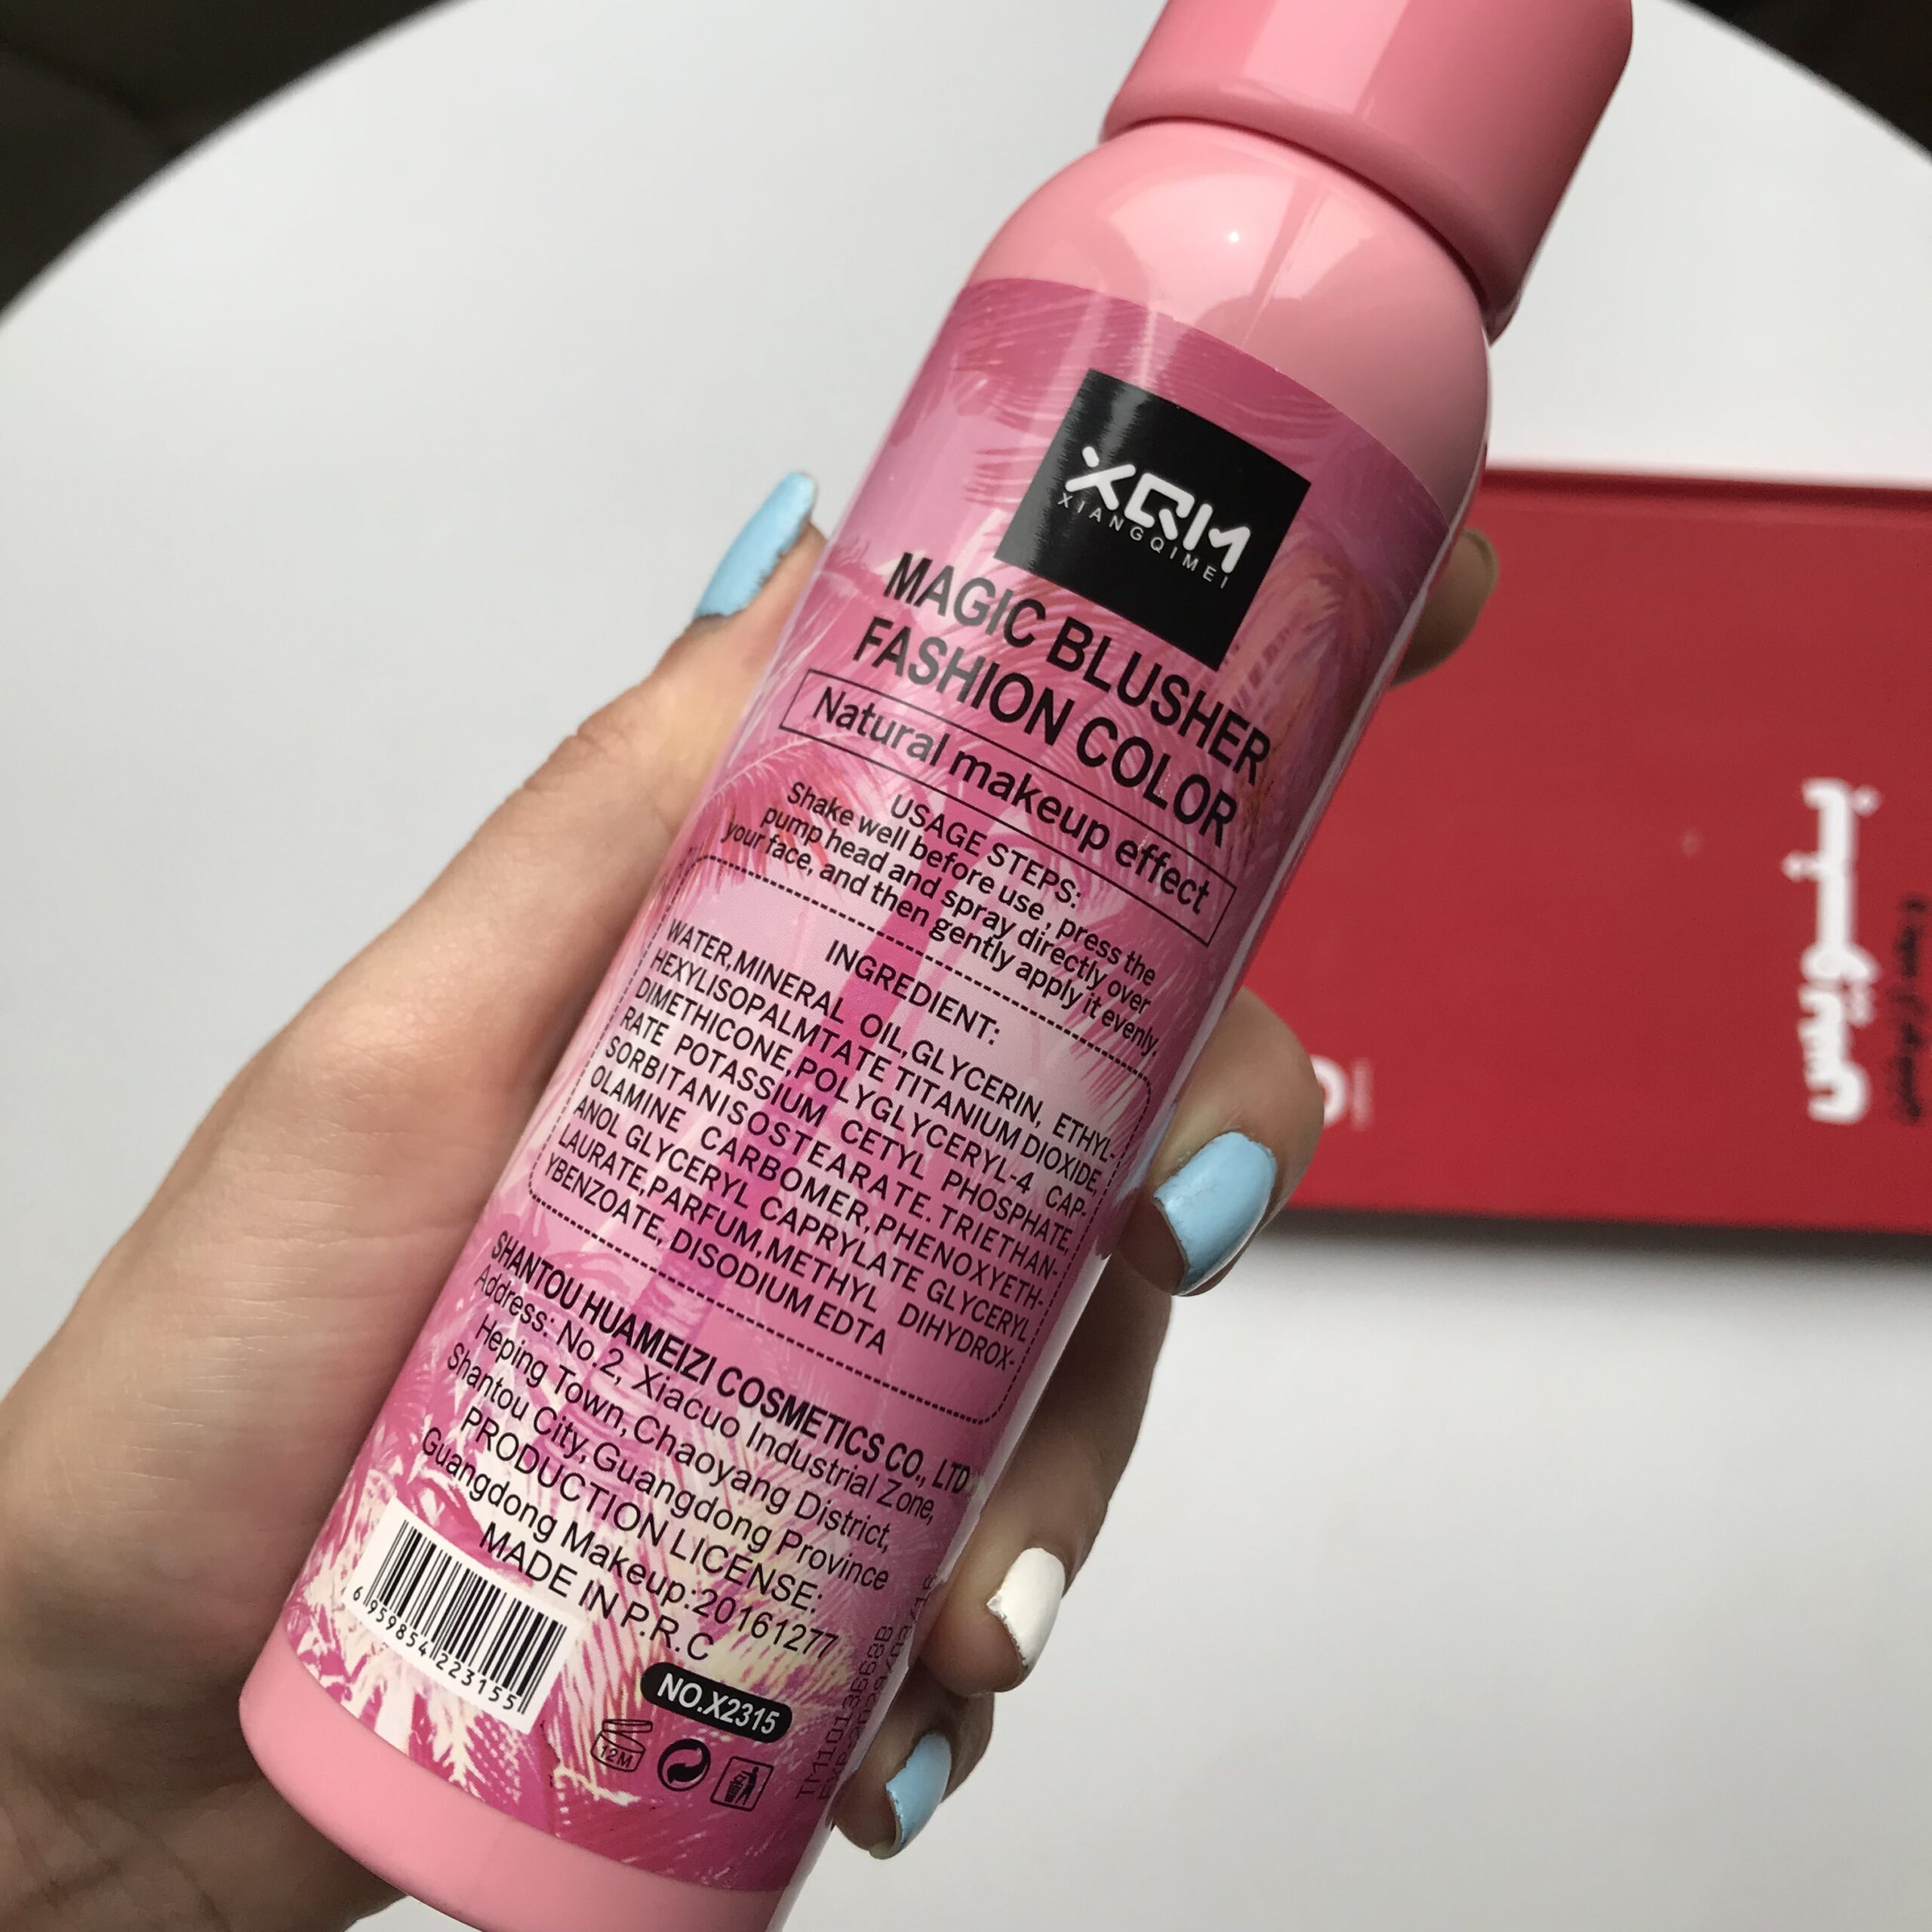 XQM
XIANGQIMEI
MAGIC BLUSHER
FASHION COLOR
Natural makeup effect
USAGE STEPS:
Shake well before use, press the
pump head and spray directly over
your face, and then gently apply it evenly.
INGREDIENT:
WATER,MINERAL OIL,GLYCERIN, ETHYL-
HEXYLISOPALMTATE TITANIUM DIOXIDE,
DIMETHICONE,POLYGLYCERYL-4 CAP-
RATE POTASSIUM CETYL PHOSPHATE,
SORBITANISOSTEARATE. TRIETHAN-
OLAMINE CARBOMER,PHENOXYETH-
ANOL GLYCERYL CAPRYLATE GLYCERYL
LAURATE,PARFUM,METHYL DIHYDROX-
YBENZOATE, DISODIUM EDTA
SHANTOU HUAMEIZI COSMETICS CO., LTD
Address: No.2, Xiacuo Industrial Zone,
Heping Town,Chaoyang District,
Shantou City,Guangdong Province
PRODUCTION LICENSE:
Guangdong Makeup:20161277
MADE IN P.R.C
6 959854 223155
NO.X2315
12M
بنویس